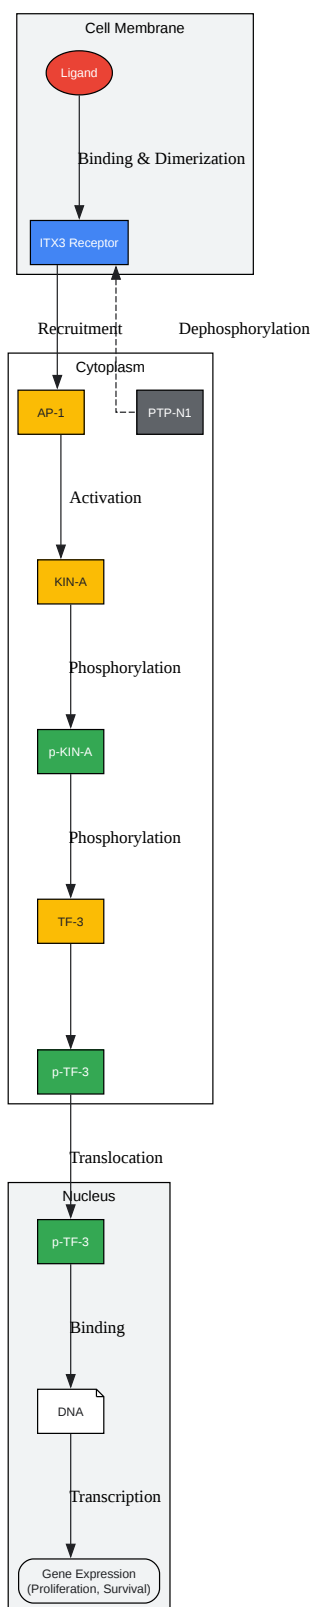 Cell Membrane
Ligand
Binding & Dimerization
ITX3 Receptor
Recruitment
Dephosphorylation
Cytoplasm
AP-1
PTP-N1
Activation
KIN-A
Phosphorylation
p-KIN-A
Phosphorylation
TF-3
p-TF-3
Translocation
Nucleus
p-TF-3
Binding
DNA
Transcription
Gene Expression
(Proliferation, Survival)